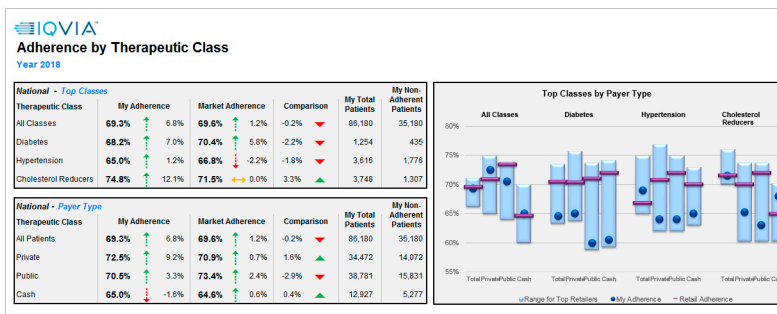 IQVIA™
Adherence by Therapeutic Class
Year 2018
National - Top Classes
Therapeutic Class My Adherence Market Adherence Comparison My Total Patients My Non-Adherent Patients
All Classes 69.3% 6.8% 69.6% 1.2% -0.2% 86,180 35,180
Diabetes 68.2% 7.0% 70.4% 5.8% -2.2% 1,254 435
Hypertension 65.0% 1.2% 66.8% -2.2% -1.8% 3,616 1,776
Cholesterol Reducers 74.8% 12.1% 71.5% 0.0% 3.3% 3,748 1,307
National - Payer Type
Therapeutic Class My Adherence Market Adherence Comparison My Total Patients My Non-Adherent Patients
All Patients 69.3% 6.8% 69.6% 1.2% -0.2% 86,180 35,180
Private 72.5% 9.2% 70.9% 0.7% 1.6% 34,472 14,072
Public 70.5% 3.3% 73.4% 2.4% -2.9% 38,781 15,831
Cash 65.0% -1.6% 64.6% 0.6% 0.4% 12,927 5,277
Top Classes by Payer Type
All Classes Diabetes Hypertension Cholesterol Reducers
80%
75%
70%
65%
60%
55%
Total Private Public Cash Total Private Public Cash Total Private Public Cash Total Private Public Ca
Range for Top Retailers My Adherence Retail Adherence